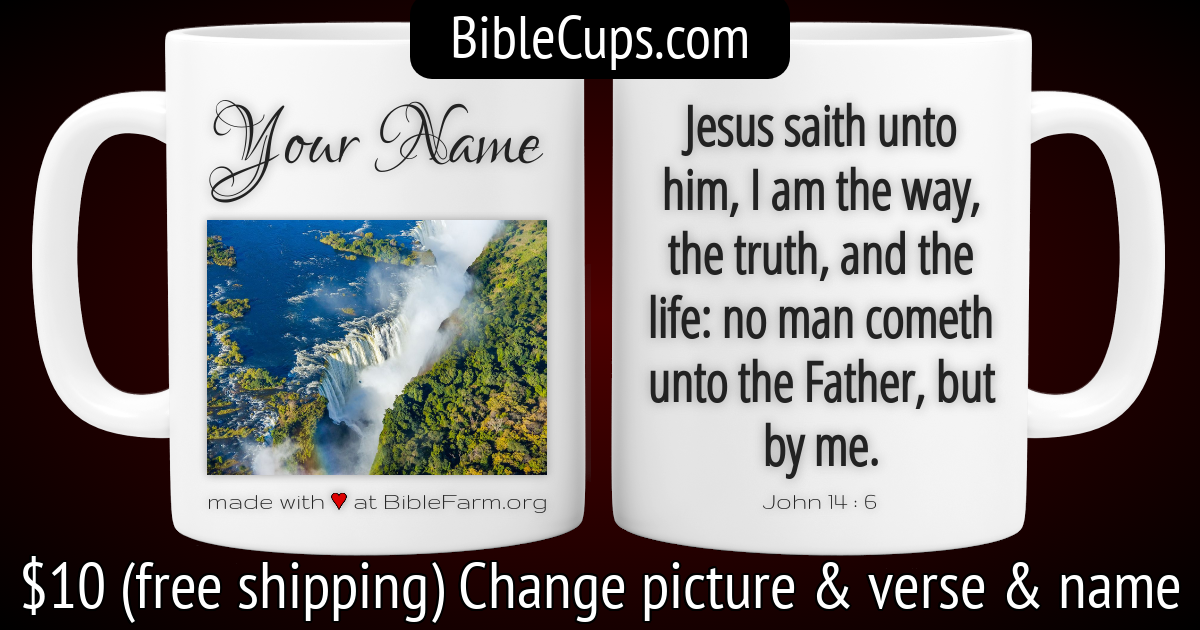 BibleCups.com
Your Name
made with ♥ at BibleFarm.org
Jesus saith unto
him, I am the way,
the truth, and the
life: no man cometh
unto the Father, but
by me.
John 14 : 6
$10 (free shipping) Change picture & verse & name